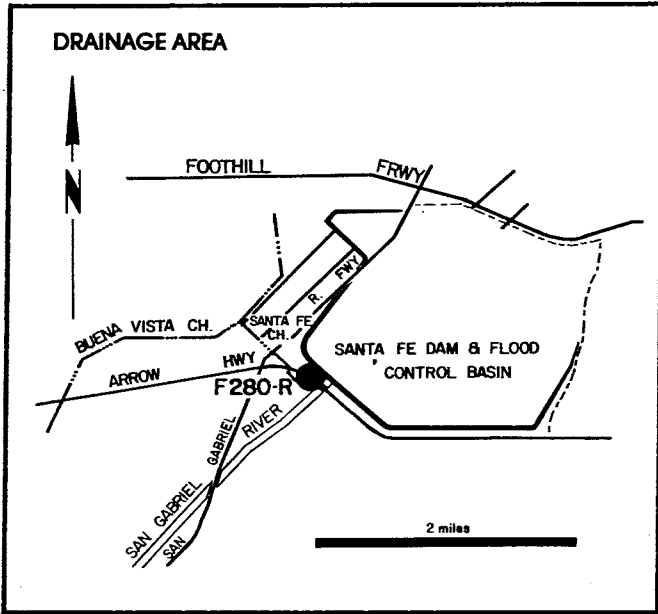 DRAINAGE AREA
N
FOOTHILL FRWY
R. FWY
SANTA FE
CH.
BUENA VISTA CH.
SANTA FE DAM & FLOOD
CONTROL BASIN
ARROW HWY
F280-R
SAN GABRIEL RIVER
SAN GABRIEL
2 miles